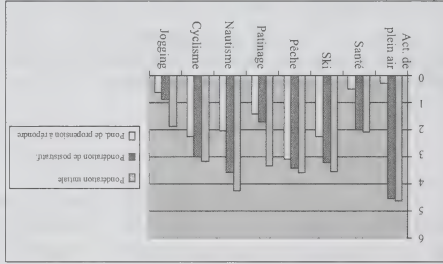 Jogging
Cyclisme
Nautisme
Patinage
Pêche
Ski
Santé
Act. de
plein air
0
1
2
3
4
5
6
Pondération initiale
Pondération de postratatif
Pond. de propension à répondre